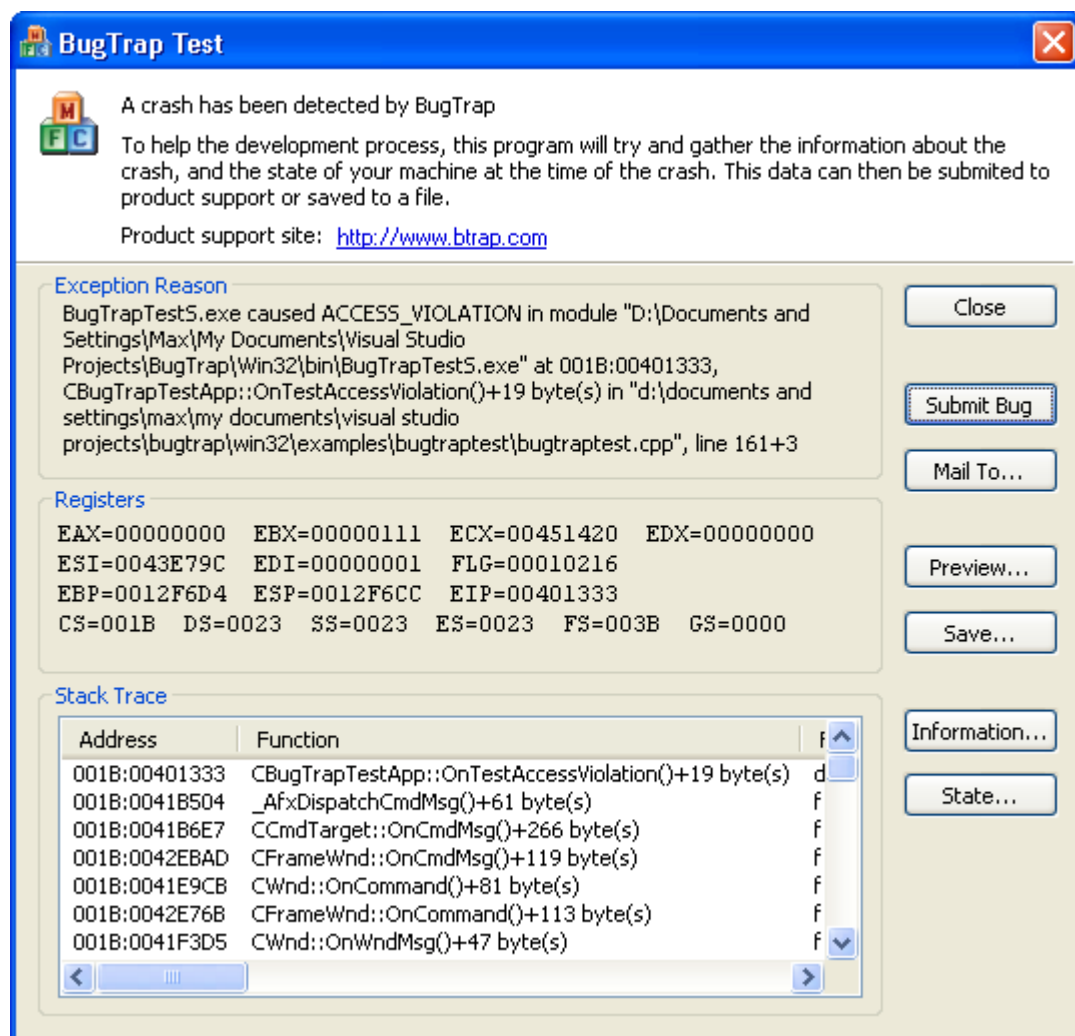 BugTrap Test
M
F C
A crash has been detected by BugTrap
To help the development process, this program will try and gather the information about the
crash, and the state of your machine at the time of the crash. This data can then be submited to
product support or saved to a file.
Product support site: http://www.btrap.com
Exception Reason
BugTrapTestS.exe caused ACCESS_VIOLATION in module "D:\Documents and
Settings\Max\My Documents\Visual Studio
Projects\BugTrap\Win32\bin\BugTrapTestS.exe" at 001B:00401333,
CBugTrapTestApp::OnTestAccessViolation()+19 byte(s) in "d:\documents and
settings\max\my documents\visual studio
projects\bugtrap\win32\examples\bugtraptest\bugtraptest.cpp", line 161+3
Close
Submit Bug
Mail To...
Registers
EAX=00000000 EBX=00000111 ECX=00451420 EDX=00000000
ESI=0043E79C EDI=00000001 FLG=00010216
EBP=0012F6D4 ESP=0012F6CC EIP=00401333
CS=001B DS=0023 SS=0023 ES=0023 FS=003B GS=0000
Preview...
Save...
Stack Trace
Address Function
001B:00401333 CBugTrapTestApp::OnTestAccessViolation()+19 byte(s) d
001B:0041B504 _AfxDispatchCmdMsg()+61 byte(s) f
001B:0041B6E7 CCmdTarget::OnCmdMsg()+266 byte(s) f
001B:0042EBAD CFrameWnd::OnCmdMsg()+119 byte(s) f
001B:0041E9CB CWnd::OnCommand()+81 byte(s) f
001B:0042E76B CFrameWnd::OnCommand()+113 byte(s) f
001B:0041F3D5 CWnd::OnWndMsg()+47 byte(s) f
Information...
State...